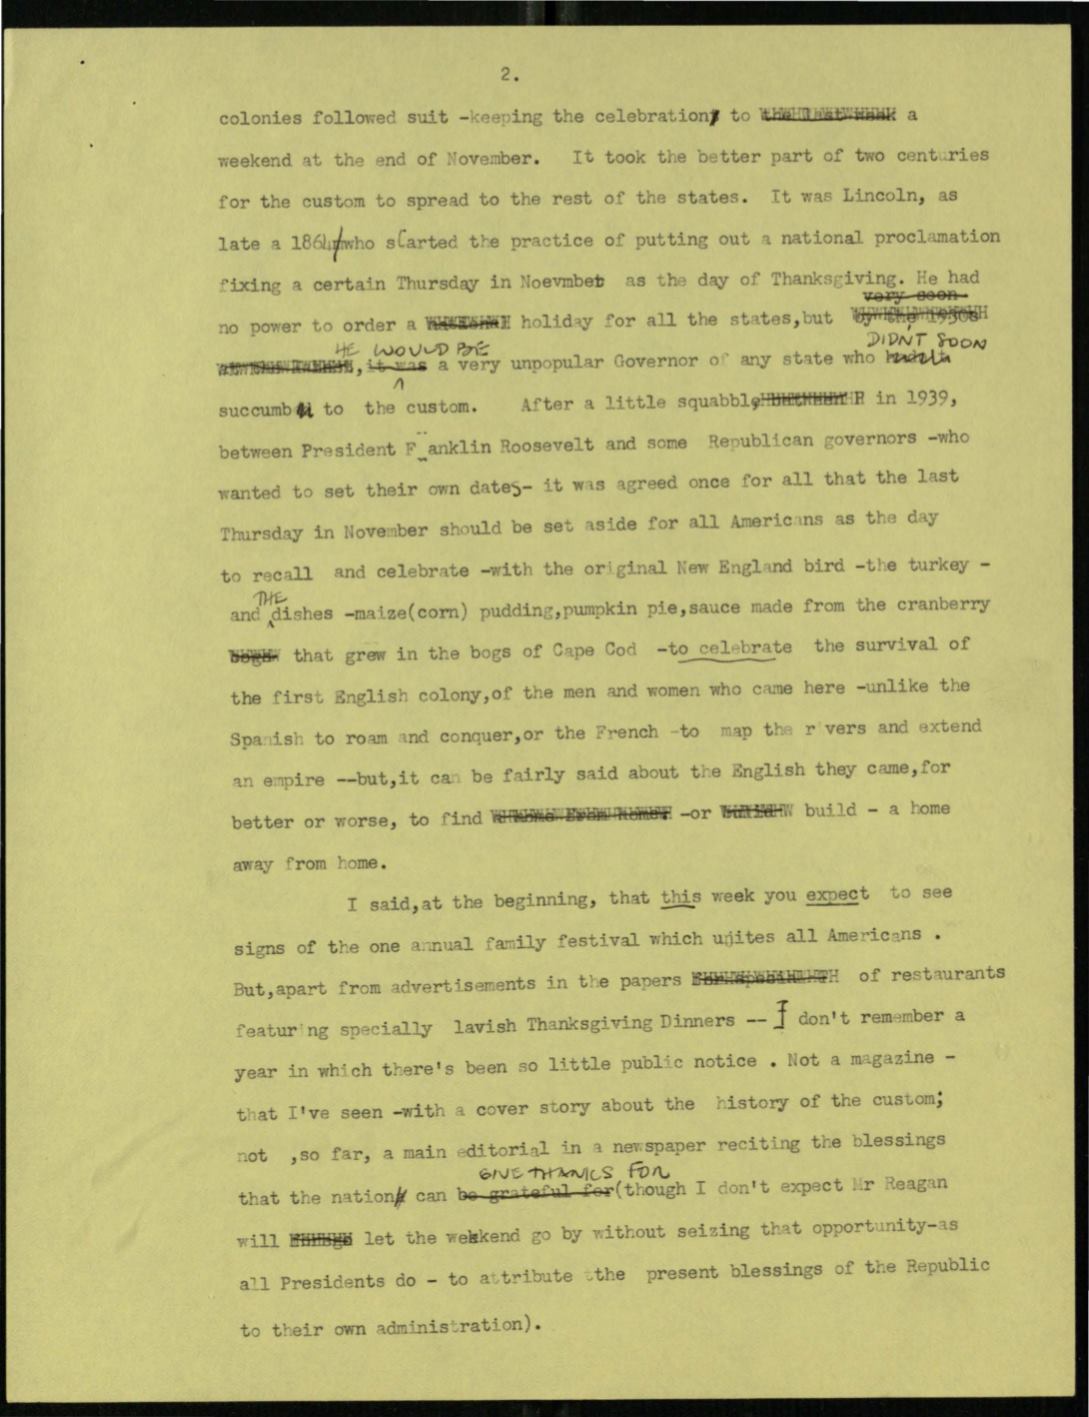 2.
colonies followed suit -keeping the celebration to a
weekend at the end of November. It took the better part of two centuries
for the custom to spread to the rest of the states. It was Lincoln, as
late a 1864 who started the practice of putting out a national proclamation
fixing a certain Thursday in Noevmbet as the day of Thanksgiving. He had
very soon
no power to order a holiday for all the states,but by the 1930s
HE WOULD BE DIDN'T SOON
,it was a very unpopular Governor of any state who
succumb to the custom. After a little squabble in 1939,
between President F anklin Roosevelt and some Republican governors -who
wanted to set their own dates- it was agreed once for all that the last
Thursday in November should be set aside for all Americans as the day
to recall and celebrate -with the original New England bird -the turkey -
THE
and dishes -maize(corn) pudding,pumpkin pie,sauce made from the cranberry
bogs that grew in the bogs of Cape Cod -to celebrate the survival of
the first English colony,of the men and women who came here -unlike the
Spanish to roam and conquer,or the French -to map the r vers and extend
an empire --but,it can be fairly said about the English they came,for
better or worse, to find a home from home. -or build build - a home
away from home.
I said,at the beginning, that this week you expect to see
signs of the one annual family festival which unites all Americans .
But,apart from advertisements in the papers of restaurants
featur ng specially lavish Thanksgiving Dinners -- I don't remember a
year in which there's been so little public notice . Not a magazine -
that I've seen -with a cover story about the history of the custom;
not ,so far, a main editorial in a newspaper reciting the blessings
GIVE THANKS FOR
that the nation can be grateful for(though I don't expect Mr Reagan
will let the weekend go by without seizing that opportunity-as
all Presidents do - to attribute the present blessings of the Republic
to their own administration).